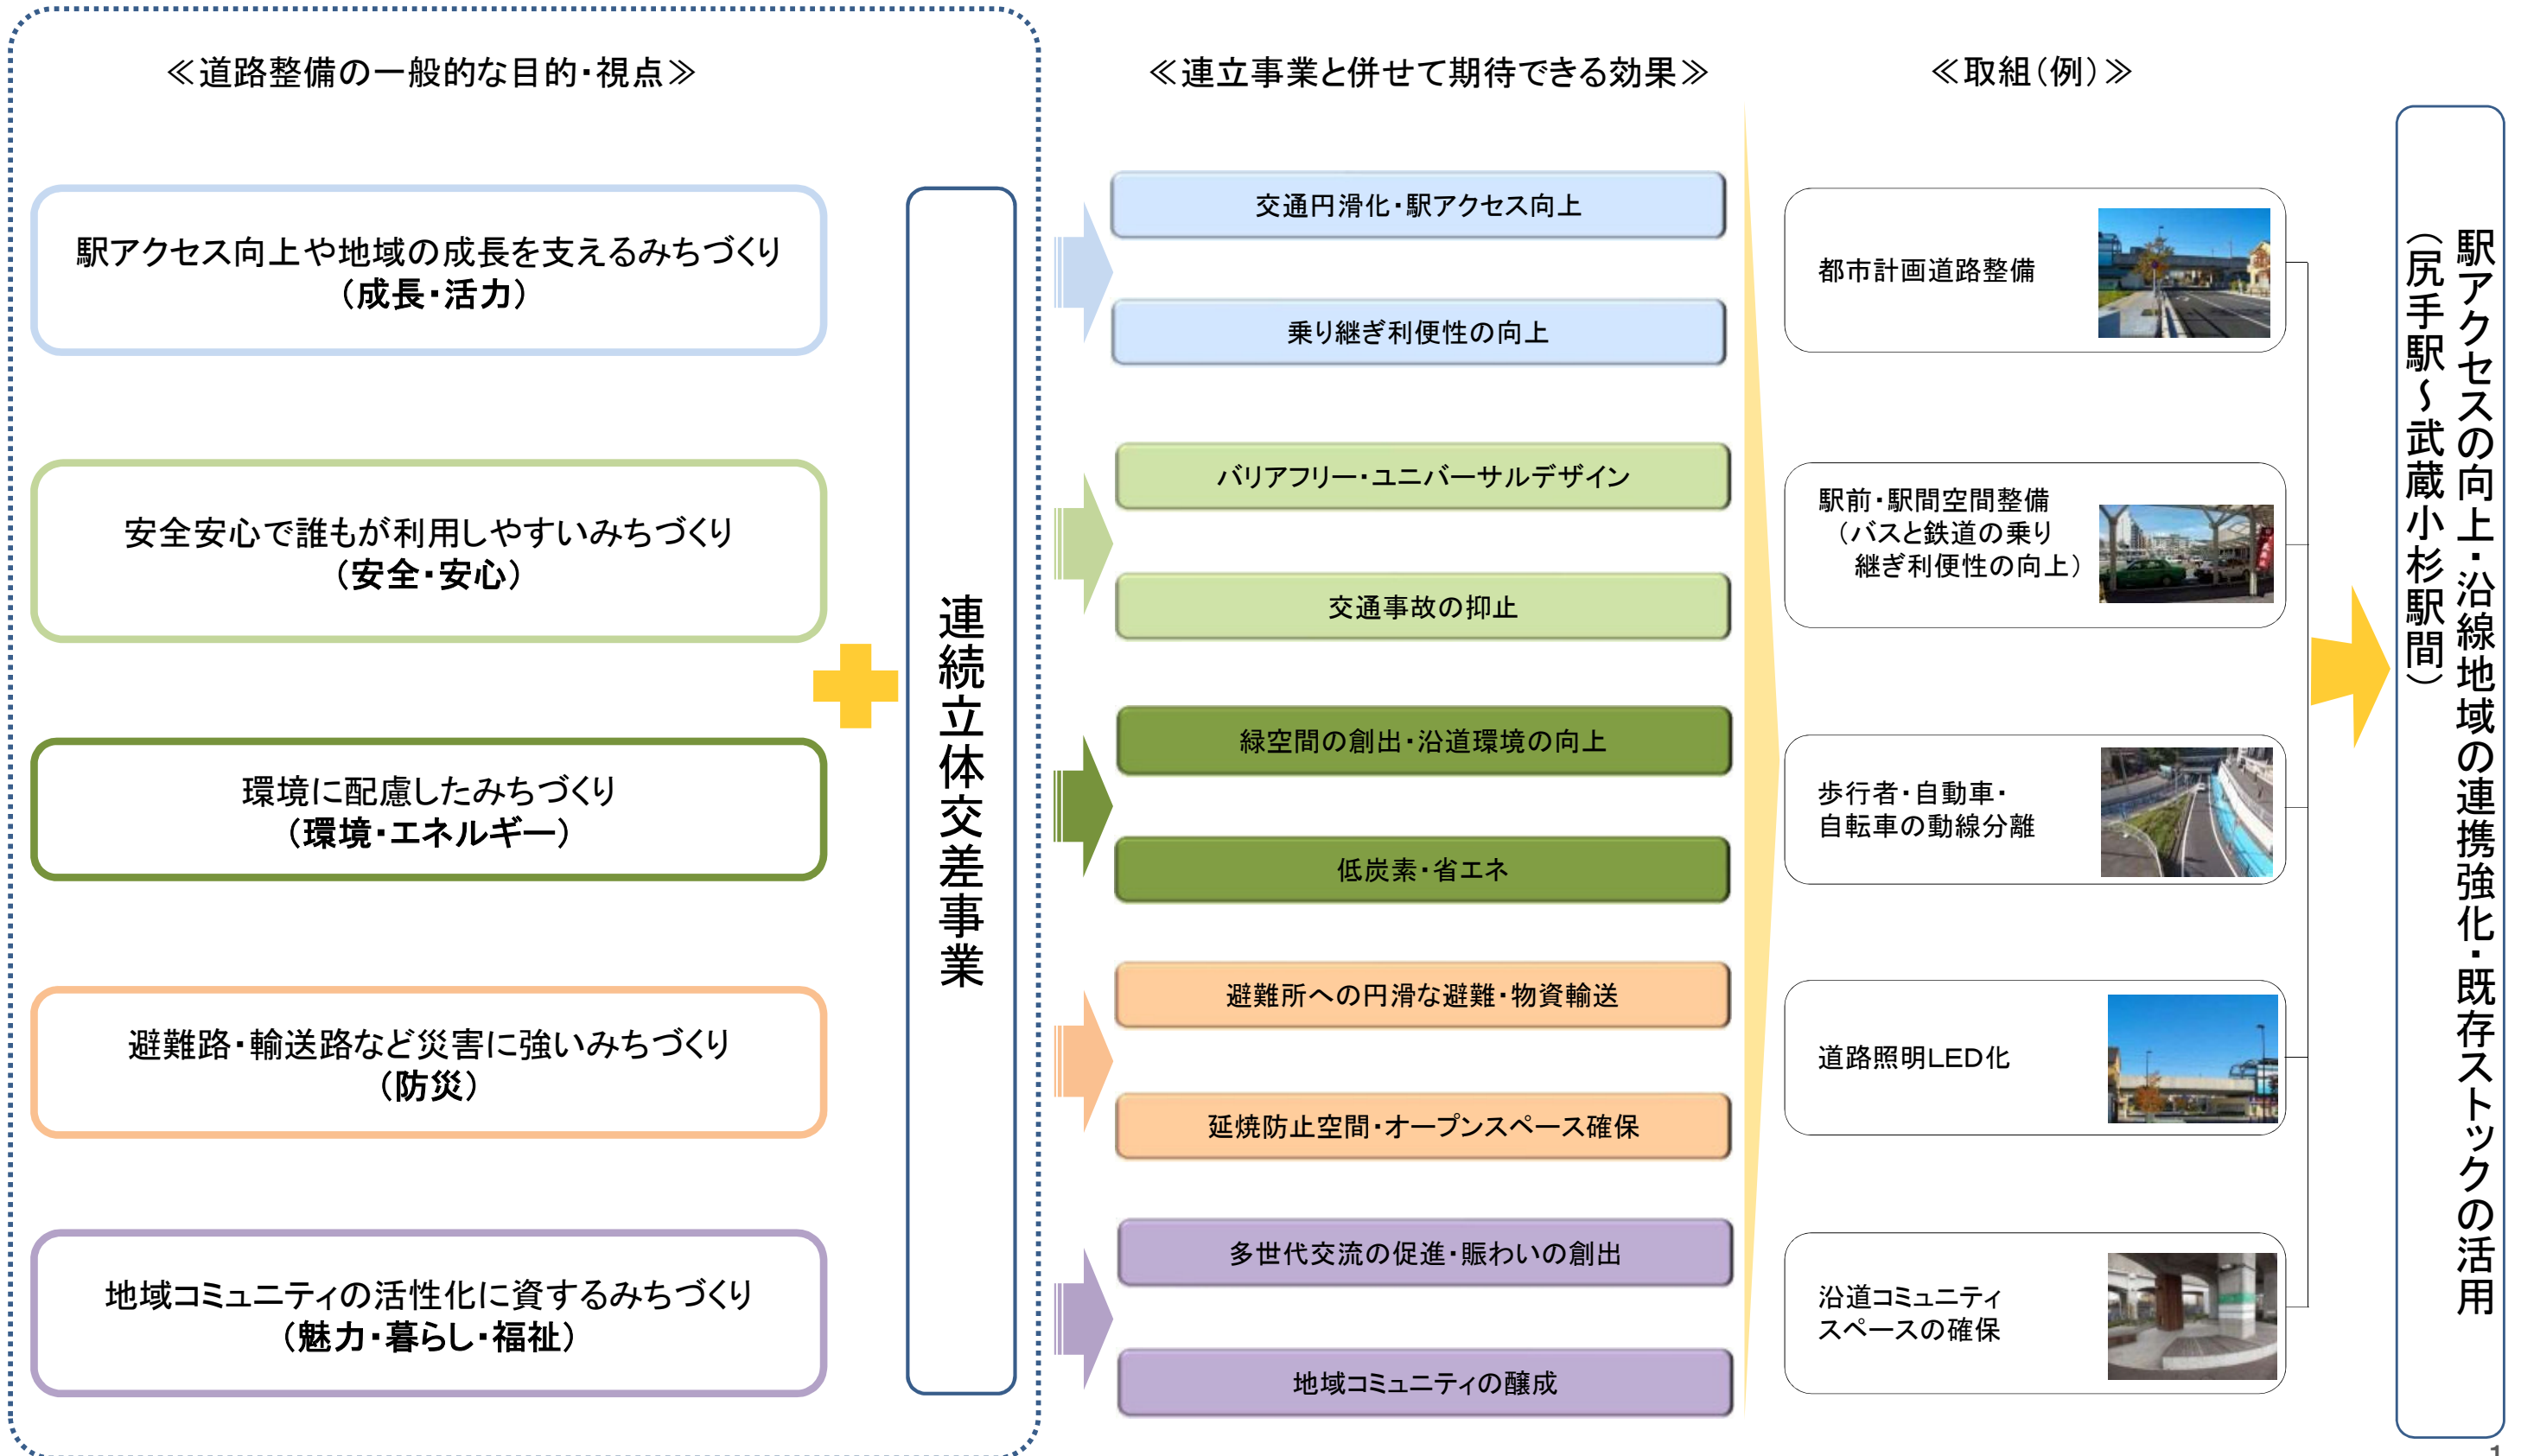 ≪道路整備の一般的な目的・視点≫
駅アクセス向上や地域の成長を支えるみちづくり
（成長・活力）
安全安心で誰もが利用しやすいみちづくり
（安全・安心）
環境に配慮したみちづくり
（環境・エネルギー）
避難路・輸送路など災害に強いみちづくり
（防災）
地域コミュニティの活性化に資するみちづくり
（魅力・暮らし・福祉）
連続立体交差事業
≪連立事業と併せて期待できる効果≫
交通円滑化・駅アクセス向上
乗り継ぎ利便性の向上
バリアフリー・ユニバーサルデザイン
交通事故の抑止
緑空間の創出・沿道環境の向上
低炭素・省エネ
避難所への円滑な避難・物資輸送
延焼防止空間・オープンスペース確保
多世代交流の促進・賑わいの創出
地域コミュニティの醸成
≪取組（例）≫
都市計画道路整備
駅前・駅間空間整備
（バスと鉄道の乗り
継ぎ利便性の向上）
歩行者・自動車・
自転車の動線分離
道路照明LED化
沿道コミュニティ
スペースの確保
駅アクセスの向上・沿線地域の連携強化・既存ストックの活用
（尻手駅～武蔵小杉駅間）
1